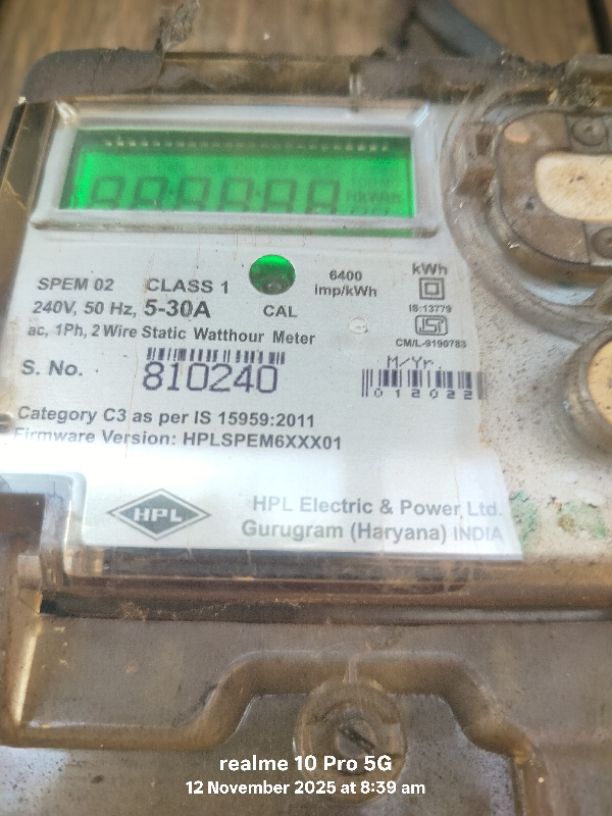 SPEM 02 CLASS 1
240V, 50 Hz, 5-30A
ac, 1Ph, 2 Wire Static Watthour Meter
CAL
6400
imp/kWh
kWh
IS:13779
ISI
CM/L-9190783
S. No. 810240
M/Yr.
012022
Category C3 as per IS 15959:2011
Firmware Version: HPLSPEM6XXX01
HPL
HPL Electric & Power Ltd.
Gurugram (Haryana) INDIA
realme 10 Pro 5G
12 November 2025 at 8:39 am